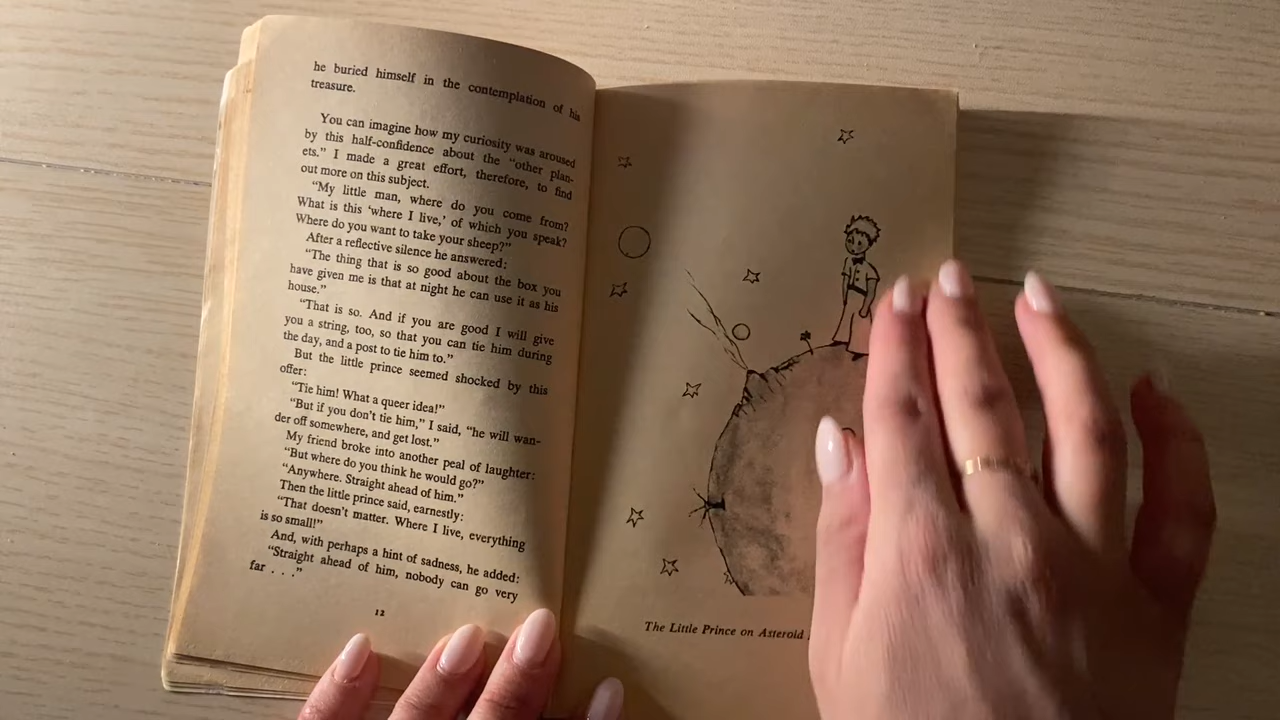 he buried himself in the contemplation of his
treasure.
You can imagine how my curiosity was aroused
by this half-confidence about the "other plan-
ets." I made a great effort, therefore, to find
out more on this subject.
"My little man, where do you come from?
What is this 'where I live,' of which you speak?
Where do you want to take your sheep?"
After a reflective silence he answered:
"The thing that is so good about the box you
have given me is that at night he can use it as his
house."
"That is so. And if you are good I will give
you a string, too, so that you can tie him during
the day, and a post to tie him to."
But the little prince seemed shocked by this
offer:
"Tie him! What a queer idea!"
"But if you don't tie him," I said, "he will wan-
der off somewhere, and get lost."
My friend broke into another peal of laughter:
"But where do you think he would go?"
"Anywhere. Straight ahead of him."
Then the little prince said, earnestly:
"That doesn't matter. Where I live, everything
is so small!"
And, with perhaps a hint of sadness, he added:
"Straight ahead of him, nobody can go very
far . . ."
12
The Little Prince on Asteroid